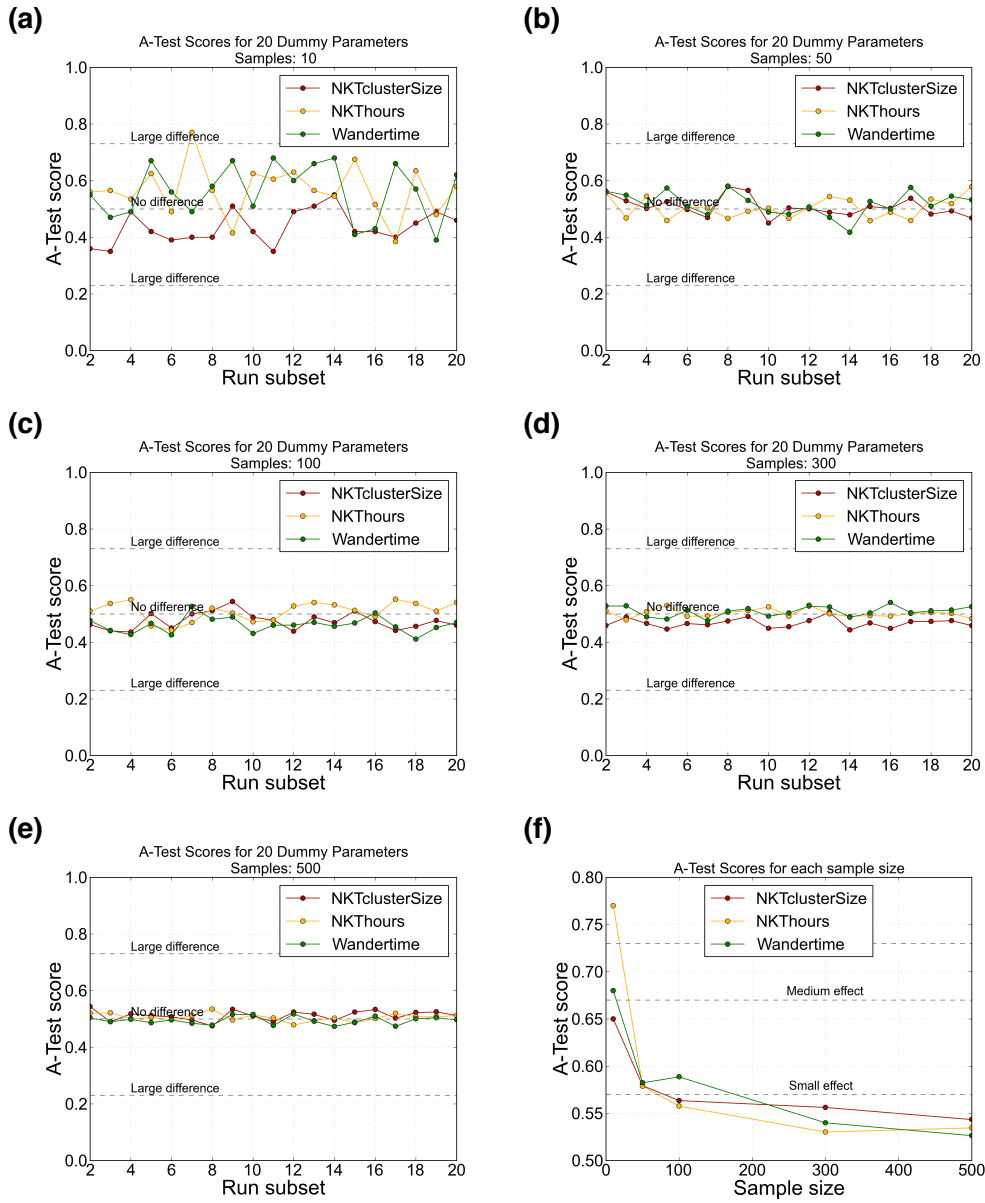 (a)
A-Test Scores for 20 Dummy Parameters
Samples: 10
A-Test score
1.0
0.8
0.6
0.4
0.2
0.0
NKTclusterSize
NKThours
Wandertime
Large difference
No difference
Large difference
2 4 6 8 10 12 14 16 18 20
Run subset
(b)
A-Test Scores for 20 Dummy Parameters
Samples: 50
A-Test score
1.0
0.8
0.6
0.4
0.2
0.0
NKTclusterSize
NKThours
Wandertime
Large difference
No difference
Large difference
2 4 6 8 10 12 14 16 18 20
Run subset
(c)
A-Test Scores for 20 Dummy Parameters
Samples: 100
A-Test score
1.0
0.8
0.6
0.4
0.2
0.0
NKTclusterSize
NKThours
Wandertime
Large difference
No difference
Large difference
2 4 6 8 10 12 14 16 18 20
Run subset
(d)
A-Test Scores for 20 Dummy Parameters
Samples: 300
A-Test score
1.0
0.8
0.6
0.4
0.2
0.0
NKTclusterSize
NKThours
Wandertime
Large difference
No difference
Large difference
2 4 6 8 10 12 14 16 18 20
Run subset
(e)
A-Test Scores for 20 Dummy Parameters
Samples: 500
A-Test score
1.0
0.8
0.6
0.4
0.2
0.0
NKTclusterSize
NKThours
Wandertime
Large difference
No difference
Large difference
2 4 6 8 10 12 14 16 18 20
Run subset
(f)
A-Test Scores for each sample size
A-Test score
0.80
0.75
0.70
0.65
0.60
0.55
0.50
NKTclusterSize
NKThours
Wandertime
Medium effect
Small effect
0 100 200 300 400 500
Sample size